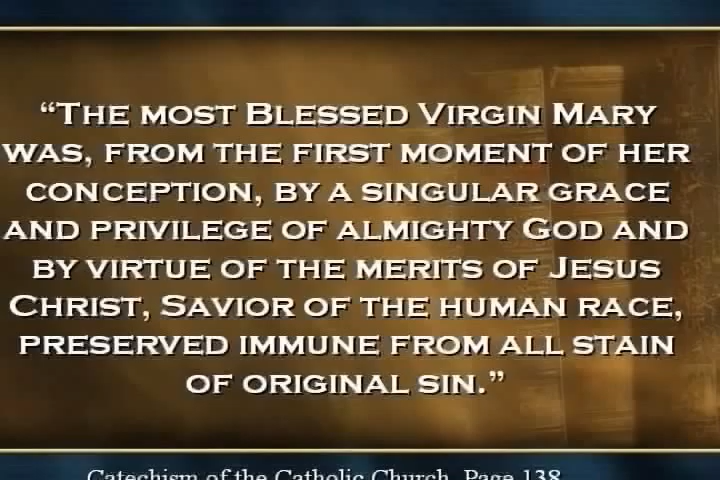 “The most Blessed Virgin Mary
was, from the first moment of her
conception, by a singular grace
and privilege of almighty God and
by virtue of the merits of Jesus
Christ, Savior of the human race,
preserved immune from all stain
of original sin.”
Catechism of the Catholic Church, Page 138